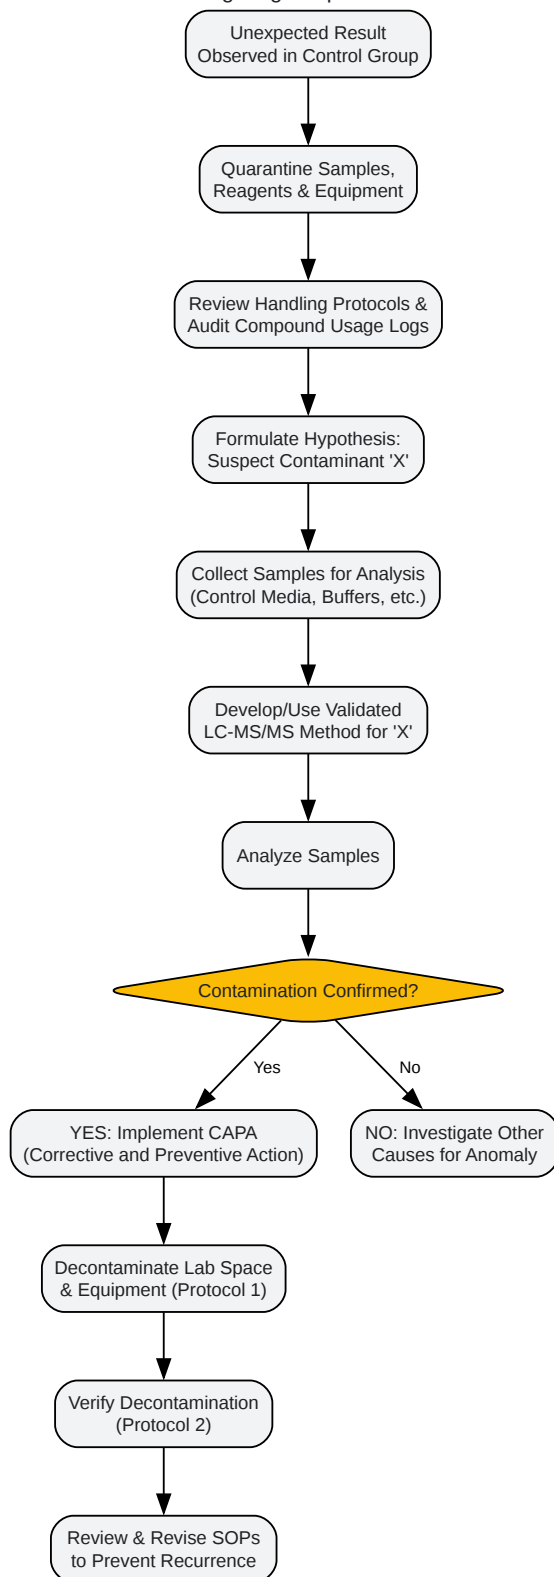 Unexpected Result
Observed in Control Group
Quarantine Samples,
Reagents & Equipment
Review Handling Protocols &
Audit Compound Usage Logs
Formulate Hypothesis:
Suspect Contaminant 'X'
Collect Samples for Analysis
(Control Media, Buffers, etc.)
Develop/Use Validated
LC-MS/MS Method for 'X'
Analyze Samples
Contamination Confirmed?
Yes
No
YES: Implement CAPA
(Corrective and Preventive Action)
NO: Investigate Other
Causes for Anomaly
Decontaminate Lab Space
& Equipment (Protocol 1)
Verify Decontamination
(Protocol 2)
Review & Revise SOPs
to Prevent Recurrence